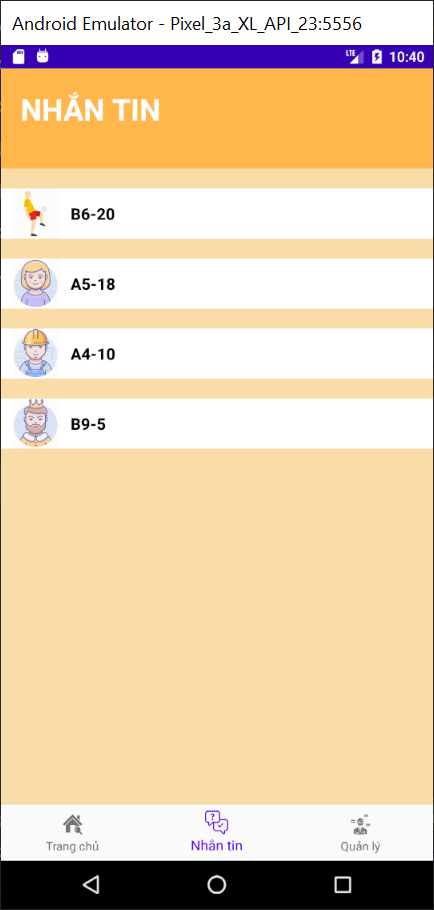 Android Emulator - Pixel_3a_XL_API_23:5556
LTE 10:40
NHẮN TIN
B6-20
A5-18
A4-10
B9-5
Trang chủ Nhắn tin Quản lý